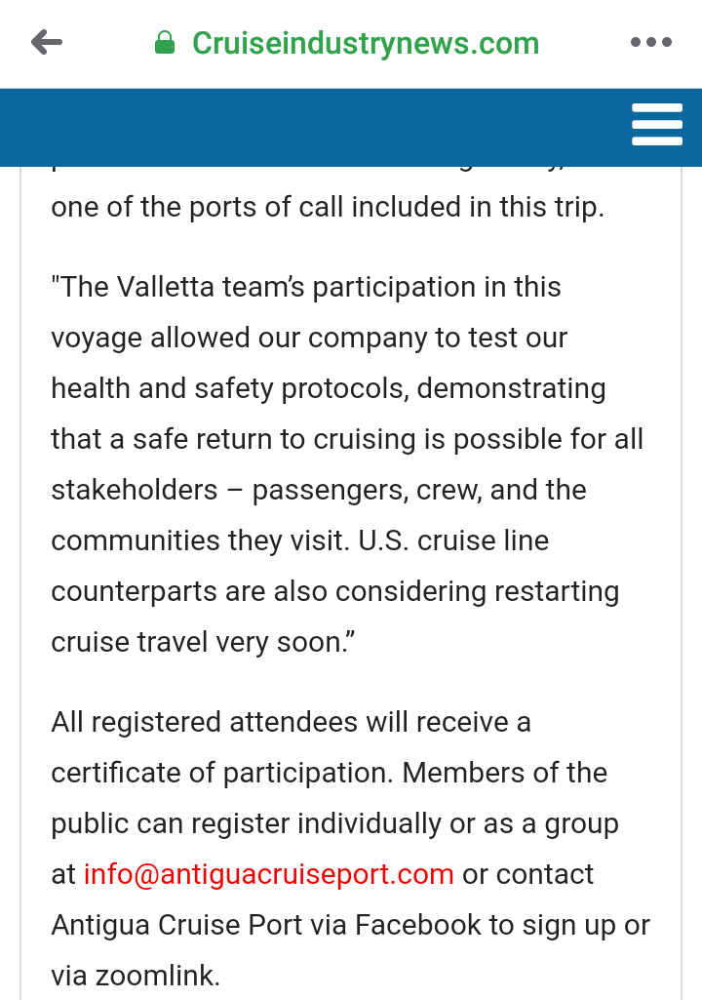 Cruiseindustrynews.com
one of the ports of call included in this trip.
"The Valletta team’s participation in this
voyage allowed our company to test our
health and safety protocols, demonstrating
that a safe return to cruising is possible for all
stakeholders – passengers, crew, and the
communities they visit. U.S. cruise line
counterparts are also considering restarting
cruise travel very soon.”
All registered attendees will receive a
certificate of participation. Members of the
public can register individually or as a group
at info@antiguacruiseport.com or contact
Antigua Cruise Port via Facebook to sign up or
via zoomlink.